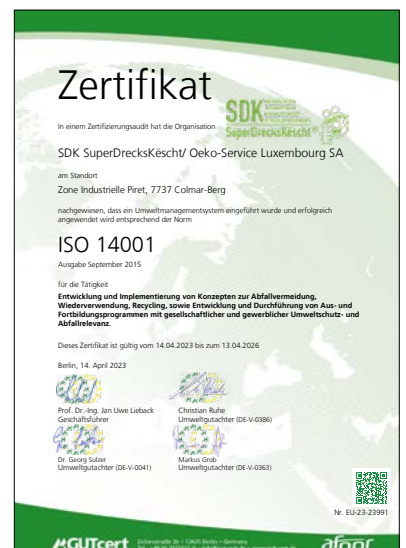 Zertifikat
In einem Zertifizierungsaudit hat die Organisation
SDK
SuperDrecksKëscht
SDK SuperDrecksKëscht/ Oeko-Service Luxembourg SA
am Standort
Zone Industrielle Piret, 7737 Colmar-Berg
nachgewiesen, dass ein Umweltmanagementsystem eingeführt wurde und erfolgreich
angewendet wird entsprechend der Norm
ISO 14001
Ausgabe September 2015
für die Tätigkeit
Entwicklung und Implementierung von Konzepten zur Abfallvermeidung,
Wiederverwendung, Recycling, sowie Entwicklung und Durchführung von Aus- und
Fortbildungsprogrammen mit gesellschaftlicher und gewerblicher Umweltschutz- und
Abfallrelevanz.
Dieses Zertifikat ist gültig vom 14.04.2023 bis zum 13.04.2026
Berlin, 14. April 2023
Prof. Dr.-Ing. Jan Uwe Lieback
Geschäftsführer
Christian Ruhe
Umweltgutachter (DE-V-0386)
Dr. Georg Sulzer
Umweltgutachter (DE-V-0041)
Markus Grob
Umweltgutachter (DE-V-0363)
Nr. EU-23-23991
GUTcert
Eichenstraße 3b • 12435 Berlin • Germany
afnor